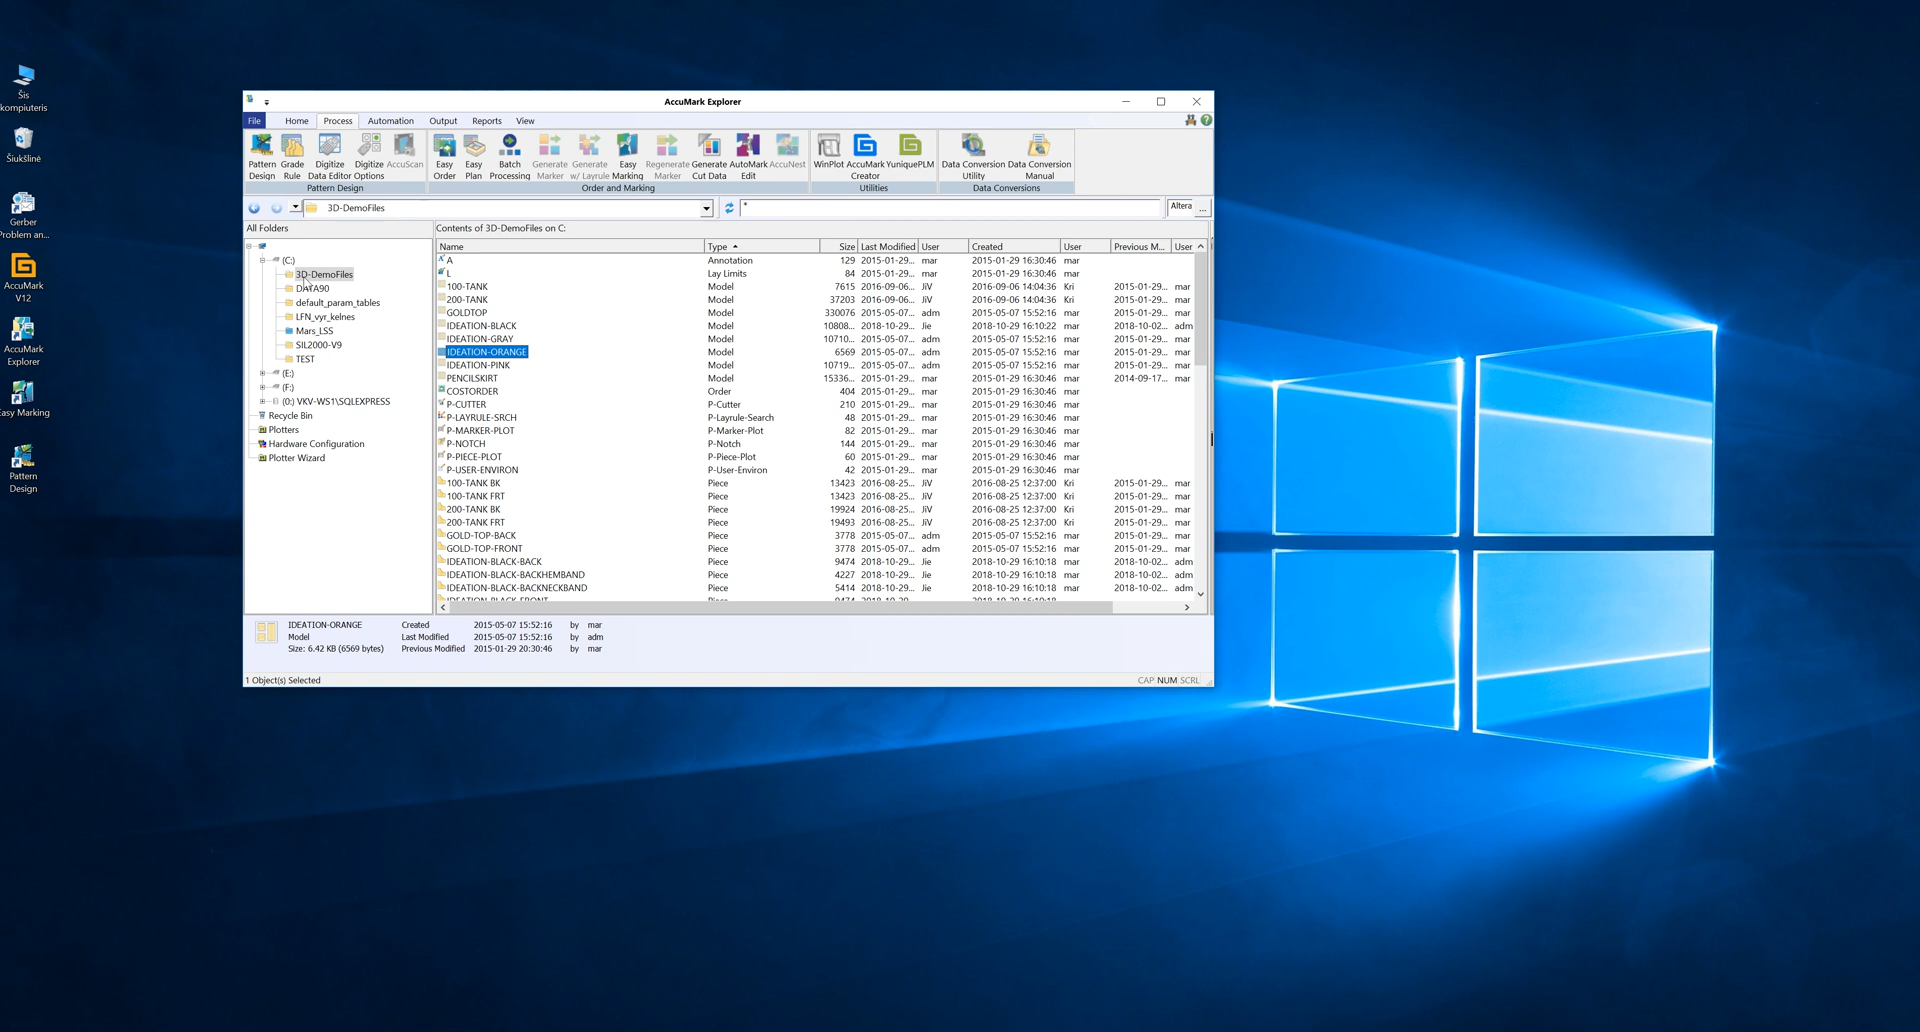 Šis
kompiuteris
Šiukšlinė
Gerber
Problem an...
AccuMark
V12
AccuMark
Explorer
Easy Marking
Pattern
Design
AccuMark Explorer
File Home Process Automation Output Reports View
Pattern Design
Grade Rule
Digitize Data Editor
Digitize Options
AccuScan
Easy Order
Easy Plan
Batch Processing
Generate Marker
Generate w/ Layrule
Easy Marking
Regenerate Marker
Generate Cut Data
AutoMark Edit
AccuNest
WinPlot
AccuMark Creator
YuniquePLM
Data Conversion Utility
Data Conversion Manual
Pattern Design Order and Marking Utilities Data Conversions
3D-DemoFiles * Altera ...
All Folders
(C:)
3D-DemoFiles
DATA90
default_param_tables
LFN_vyr_kelnes
Mars_LSS
SIL2000-V9
TEST
(E:)
(F:)
(0:) VKV-WS1\SQLEXPRESS
Recycle Bin
Plotters
Hardware Configuration
Plotter Wizard
Contents of 3D-DemoFiles on C:
Name Type Size Last Modified User Created User Previous M... User
A Annotation 129 2015-01-29... mar 2015-01-29 16:30:46 mar
L Lay Limits 84 2015-01-29... mar 2015-01-29 16:30:46 mar
100-TANK Model 7615 2016-09-06... JiV 2016-09-06 14:04:36 Kri 2015-01-29... mar
200-TANK Model 37203 2016-09-06... JiV 2016-09-06 14:04:36 Kri 2015-01-29... mar
GOLDTOP Model 330076 2015-05-07... adm 2015-05-07 15:52:16 mar 2015-01-29... mar
IDEATION-BLACK Model 10808... 2018-10-29... Jie 2018-10-29 16:10:22 mar 2018-10-02... adm
IDEATION-GRAY Model 10710... 2015-05-07... adm 2015-05-07 15:52:16 mar 2015-01-29... mar
IDEATION-ORANGE Model 6569 2015-05-07... adm 2015-05-07 15:52:16 mar 2015-01-29... mar
IDEATION-PINK Model 10719... 2015-05-07... adm 2015-05-07 15:52:16 mar 2015-01-29... mar
PENCILSKIRT Model 15336... 2015-01-29... mar 2015-01-29 16:30:46 mar 2014-09-17... mar
COSTORDER Order 404 2015-01-29... mar 2015-01-29 16:30:46 mar
P-CUTTER P-Cutter 210 2015-01-29... mar 2015-01-29 16:30:46 mar
P-LAYRULE-SRCH P-Layrule-Search 48 2015-01-29... mar 2015-01-29 16:30:46 mar
P-MARKER-PLOT P-Marker-Plot 82 2015-01-29... mar 2015-01-29 16:30:46 mar
P-NOTCH P-Notch 144 2015-01-29... mar 2015-01-29 16:30:46 mar
P-PIECE-PLOT P-Piece-Plot 60 2015-01-29... mar 2015-01-29 16:30:46 mar
P-USER-ENVIRON P-User-Environ 42 2015-01-29... mar 2015-01-29 16:30:46 mar
100-TANK BK Piece 13423 2016-08-25... JiV 2016-08-25 12:37:00 Kri 2015-01-29... mar
100-TANK FRT Piece 13423 2016-08-25... JiV 2016-08-25 12:37:00 Kri 2015-01-29... mar
200-TANK BK Piece 19924 2016-08-25... JiV 2016-08-25 12:37:00 Kri 2015-01-29... mar
200-TANK FRT Piece 19493 2016-08-25... JiV 2016-08-25 12:37:00 Kri 2015-01-29... mar
GOLD-TOP-BACK Piece 3778 2015-05-07... adm 2015-05-07 15:52:16 mar 2015-01-29... mar
GOLD-TOP-FRONT Piece 3778 2015-05-07... adm 2015-05-07 15:52:16 mar 2015-01-29... mar
IDEATION-BLACK-BACK Piece 9474 2018-10-29... Jie 2018-10-29 16:10:18 mar 2018-10-02... adm
IDEATION-BLACK-BACKHEMBAND Piece 4227 2018-10-29... Jie 2018-10-29 16:10:18 mar 2018-10-02... adm
IDEATION-BLACK-BACKNECKBAND Piece 5414 2018-10-29... Jie 2018-10-29 16:10:18 mar 2018-10-02... adm
IDEATION-ORANGE Created 2015-05-07 15:52:16 by mar
Model Last Modified 2015-05-07 15:52:16 by adm
Size: 6.42 KB (6569 bytes) Previous Modified 2015-01-29 20:30:46 by mar
1 Object(s) Selected CAP NUM SCRL